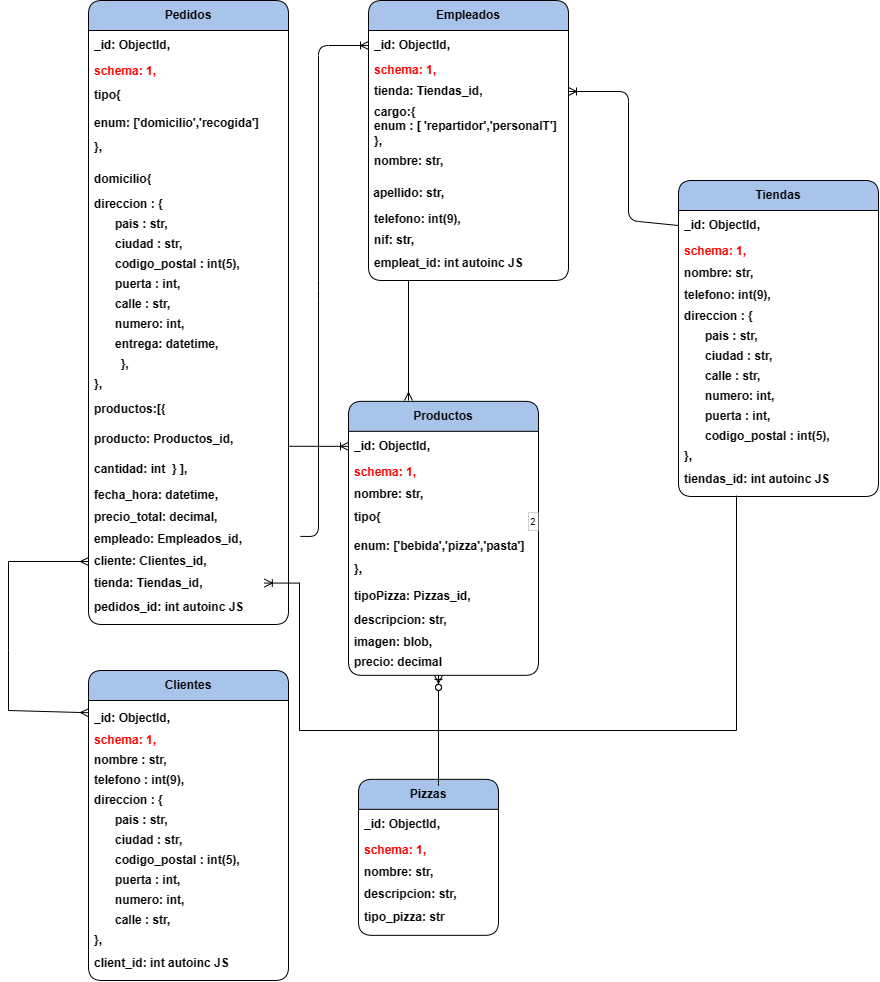 Pedidos
_id: ObjectId,
schema: 1,
tipo{
enum: ['domicilio','recogida']
},
domicilio{
direccion : {
pais : str,
ciudad : str,
codigo_postal : int(5),
puerta : int,
calle : str,
numero: int,
entrega: datetime,
},
},
productos:[{
producto: Productos_id,
cantidad: int  } ],
fecha_hora: datetime,
precio_total: decimal,
empleado: Empleados_id,
cliente: Clientes_id,
tienda: Tiendas_id,
pedidos_id: int autoinc JS
Empleados
_id: ObjectId,
schema: 1,
tienda: Tiendas_id,
cargo:{
enum : [ 'repartidor','personalT']
},
nombre: str,
apellido: str,
telefono: int(9),
nif: str,
empleat_id: int autoinc JS
Tiendas
_id: ObjectId,
schema: 1,
nombre: str,
telefono: int(9),
direccion : {
pais : str,
ciudad : str,
calle : str,
numero: int,
puerta : int,
codigo_postal : int(5),
},
tiendas_id: int autoinc JS
Productos
_id: ObjectId,
schema: 1,
nombre: str,
tipo{
2
enum: ['bebida','pizza','pasta']
},
tipoPizza: Pizzas_id,
descripcion: str,
imagen: blob,
precio: decimal
Clientes
_id: ObjectId,
schema: 1,
nombre : str,
telefono : int(9),
direccion : {
pais : str,
ciudad : str,
codigo_postal : int(5),
puerta : int,
numero: int,
calle : str,
},
client_id: int autoinc JS
Pizzas
_id: ObjectId,
schema: 1,
nombre: str,
descripcion: str,
tipo_pizza: str